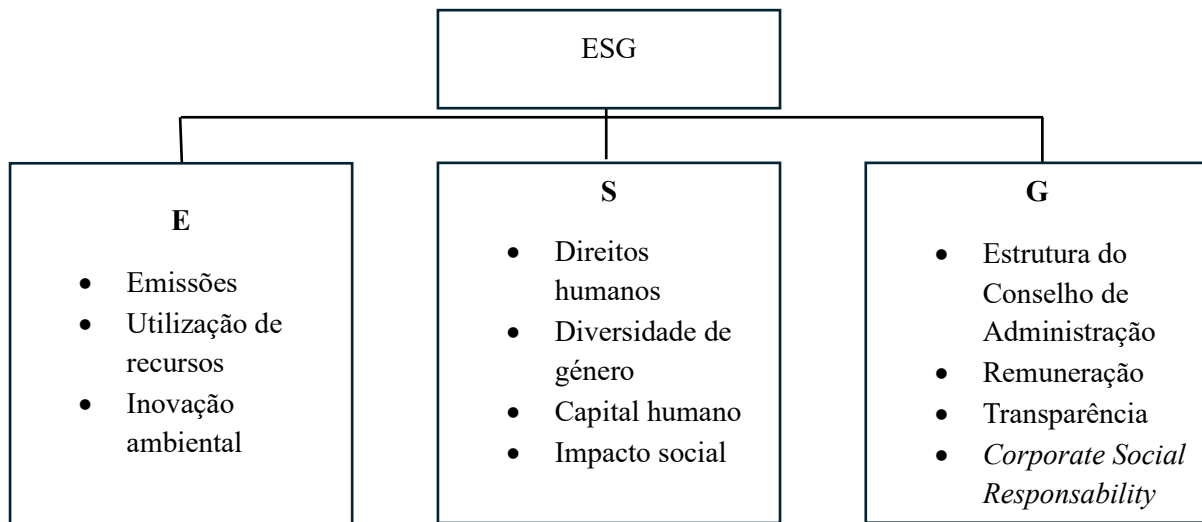 ESG
E
• Emissões
• Utilização de
recursos
• Inovação
ambiental
S
• Direitos
humanos
• Diversidade de
género
• Capital humano
• Impacto social
G
• Estrutura do
Conselho de
Administração
• Remuneração
• Transparência
• Corporate Social
Responsability